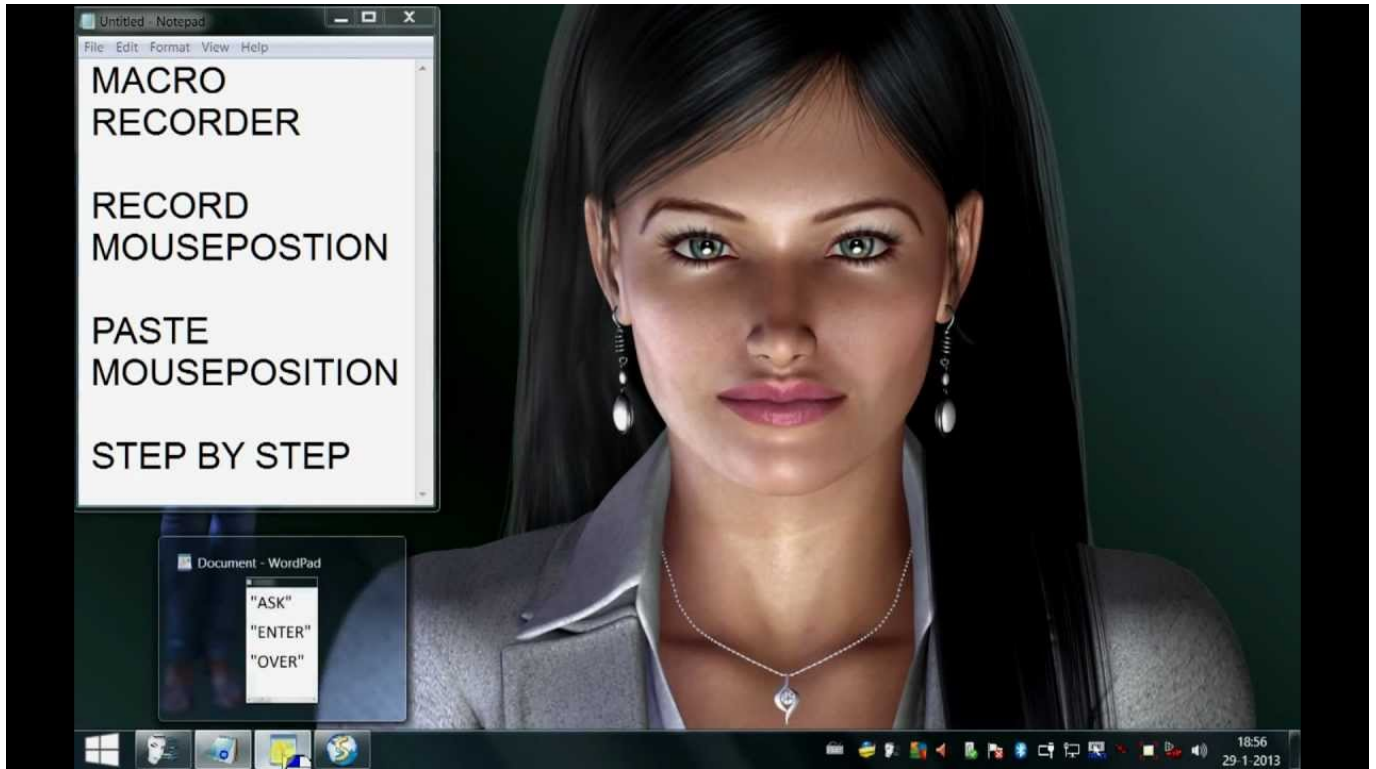 Untitled - Notepad
File Edit Format View Help
MACRO
RECORDER
RECORD
MOUSEPOSTION
PASTE
MOUSEPOSITION
STEP BY STEP
Document - WordPad
"ASK"
"ENTER"
"OVER"
18:56
29-1-2013